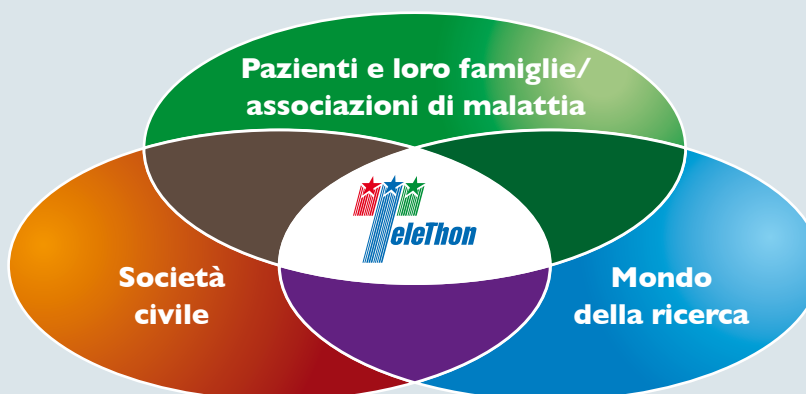 Pazienti e loro famiglie/
associazioni di malattia
TeleThon
Società
civile
Mondo
della ricerca